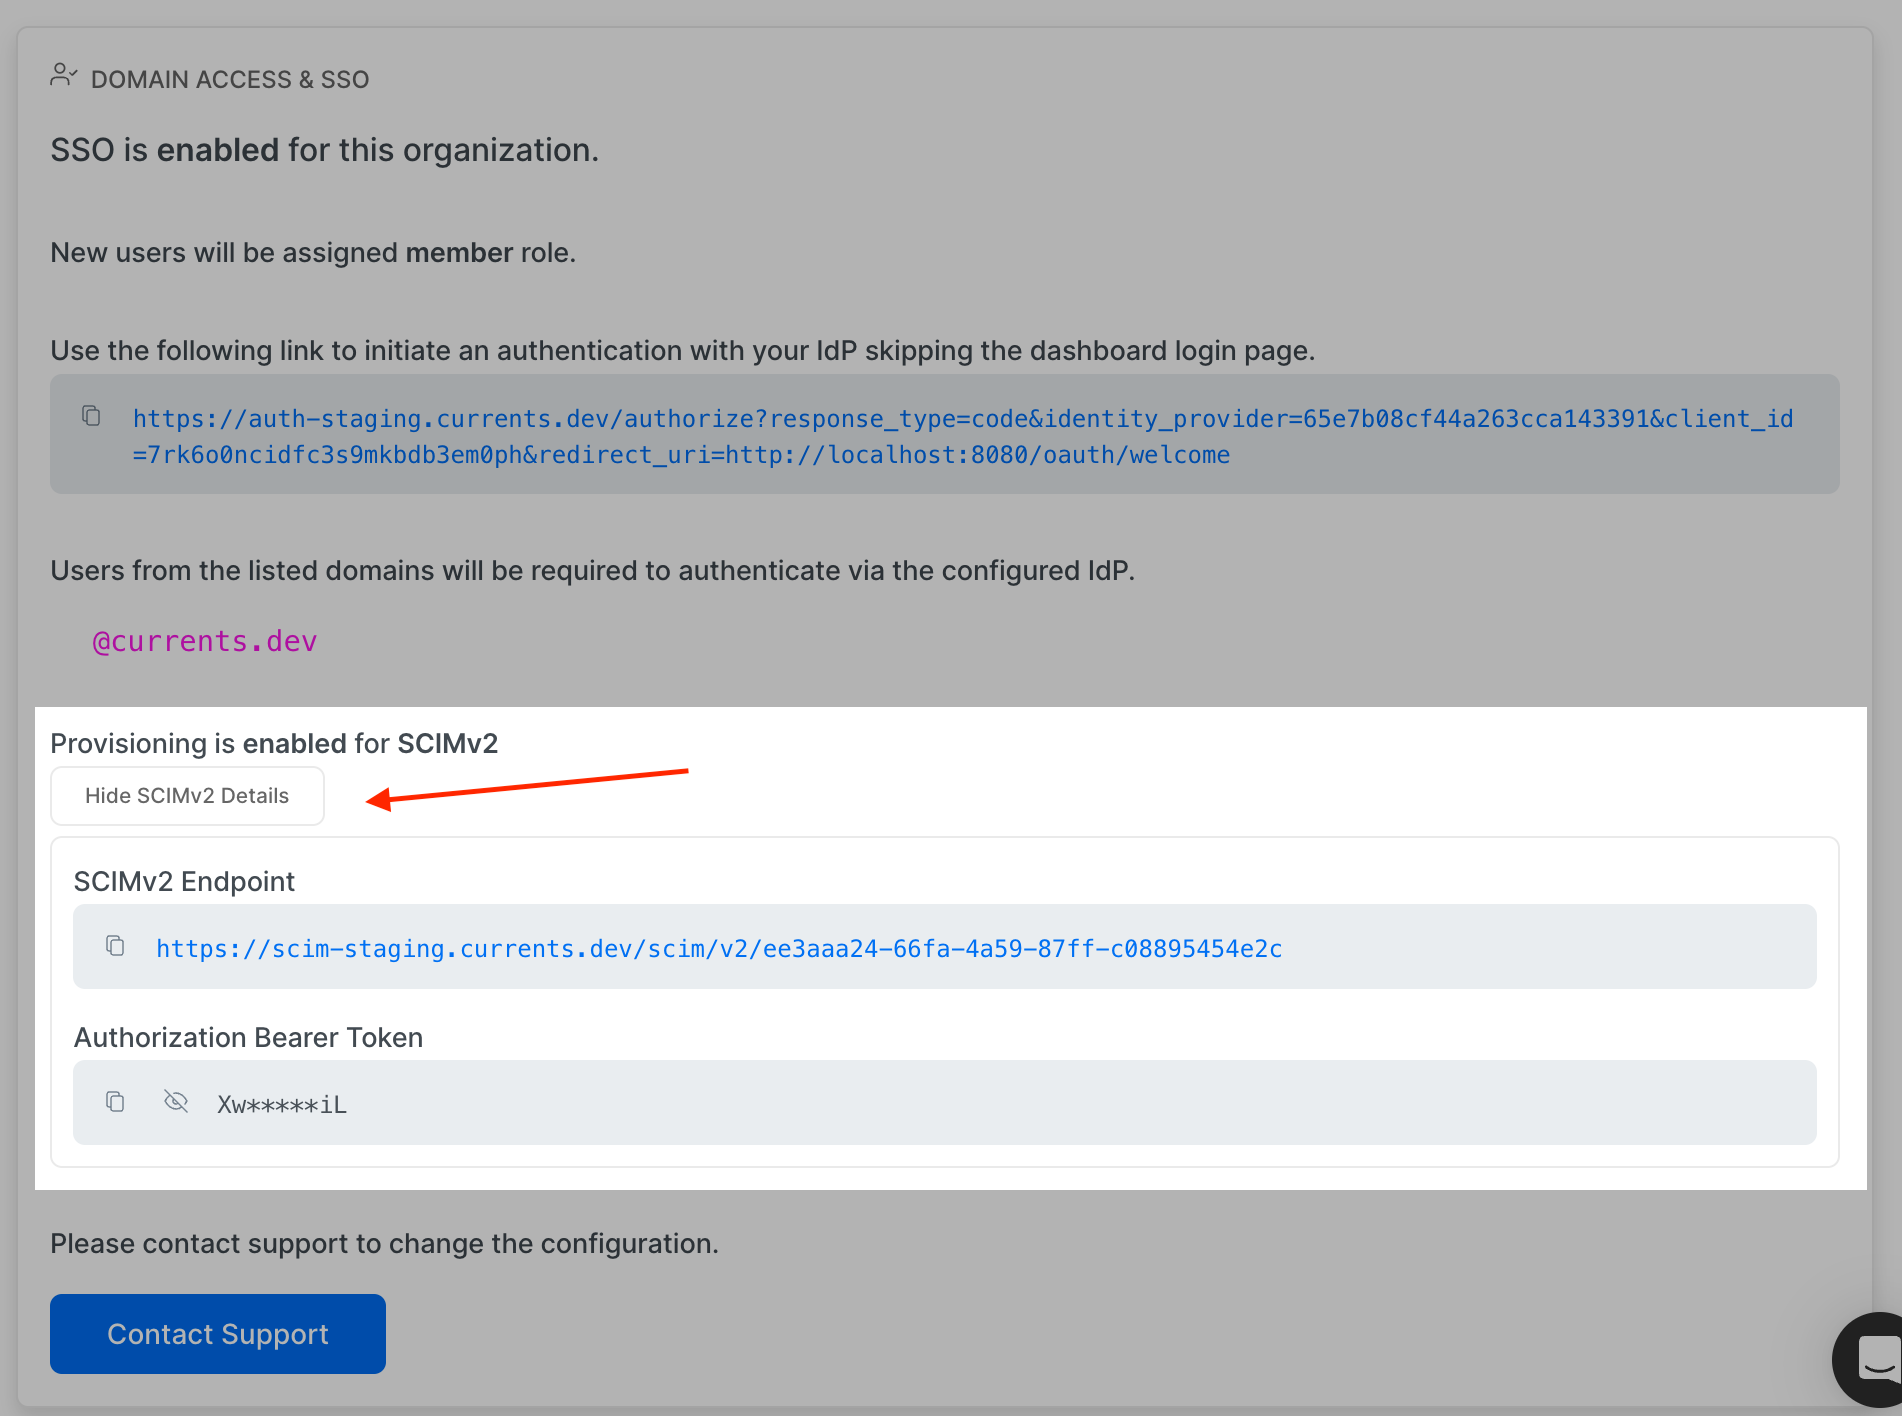 DOMAIN ACCESS & SSO
SSO is enabled for this organization.
New users will be assigned member role.
Use the following link to initiate an authentication with your IdP skipping the dashboard login page.
https://auth-staging.currents.dev/authorize?response_type=code&identity_provider=65e7b08cf44a263cca143391&client_id
=7rk6o0ncidfc3s9mkbdb3em0ph&redirect_uri=http://localhost:8080/oauth/welcome
Users from the listed domains will be required to authenticate via the configured IdP.
@currents.dev
Provisioning is enabled for SCIMv2
Hide SCIMv2 Details
SCIMv2 Endpoint
https://scim-staging.currents.dev/scim/v2/ee3aaa24-66fa-4a59-87ff-c08895454e2c
Authorization Bearer Token
Xw*****iL
Please contact support to change the configuration.
Contact Support